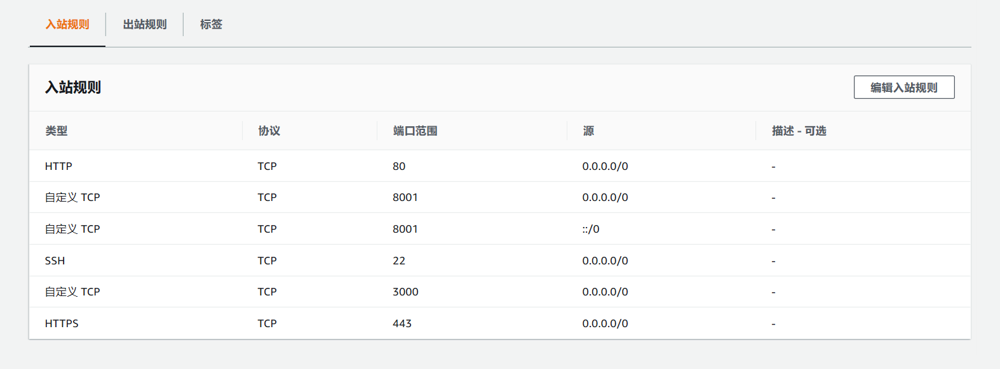 入站规则 出站规则 标签
入站规则 编辑入站规则
类型 协议 端口范围 源 描述 - 可选
HTTP TCP 80 0.0.0.0/0 -
自定义 TCP TCP 8001 0.0.0.0/0 -
自定义 TCP TCP 8001 ::/0 -
SSH TCP 22 0.0.0.0/0 -
自定义 TCP TCP 3000 0.0.0.0/0 -
HTTPS TCP 443 0.0.0.0/0 -